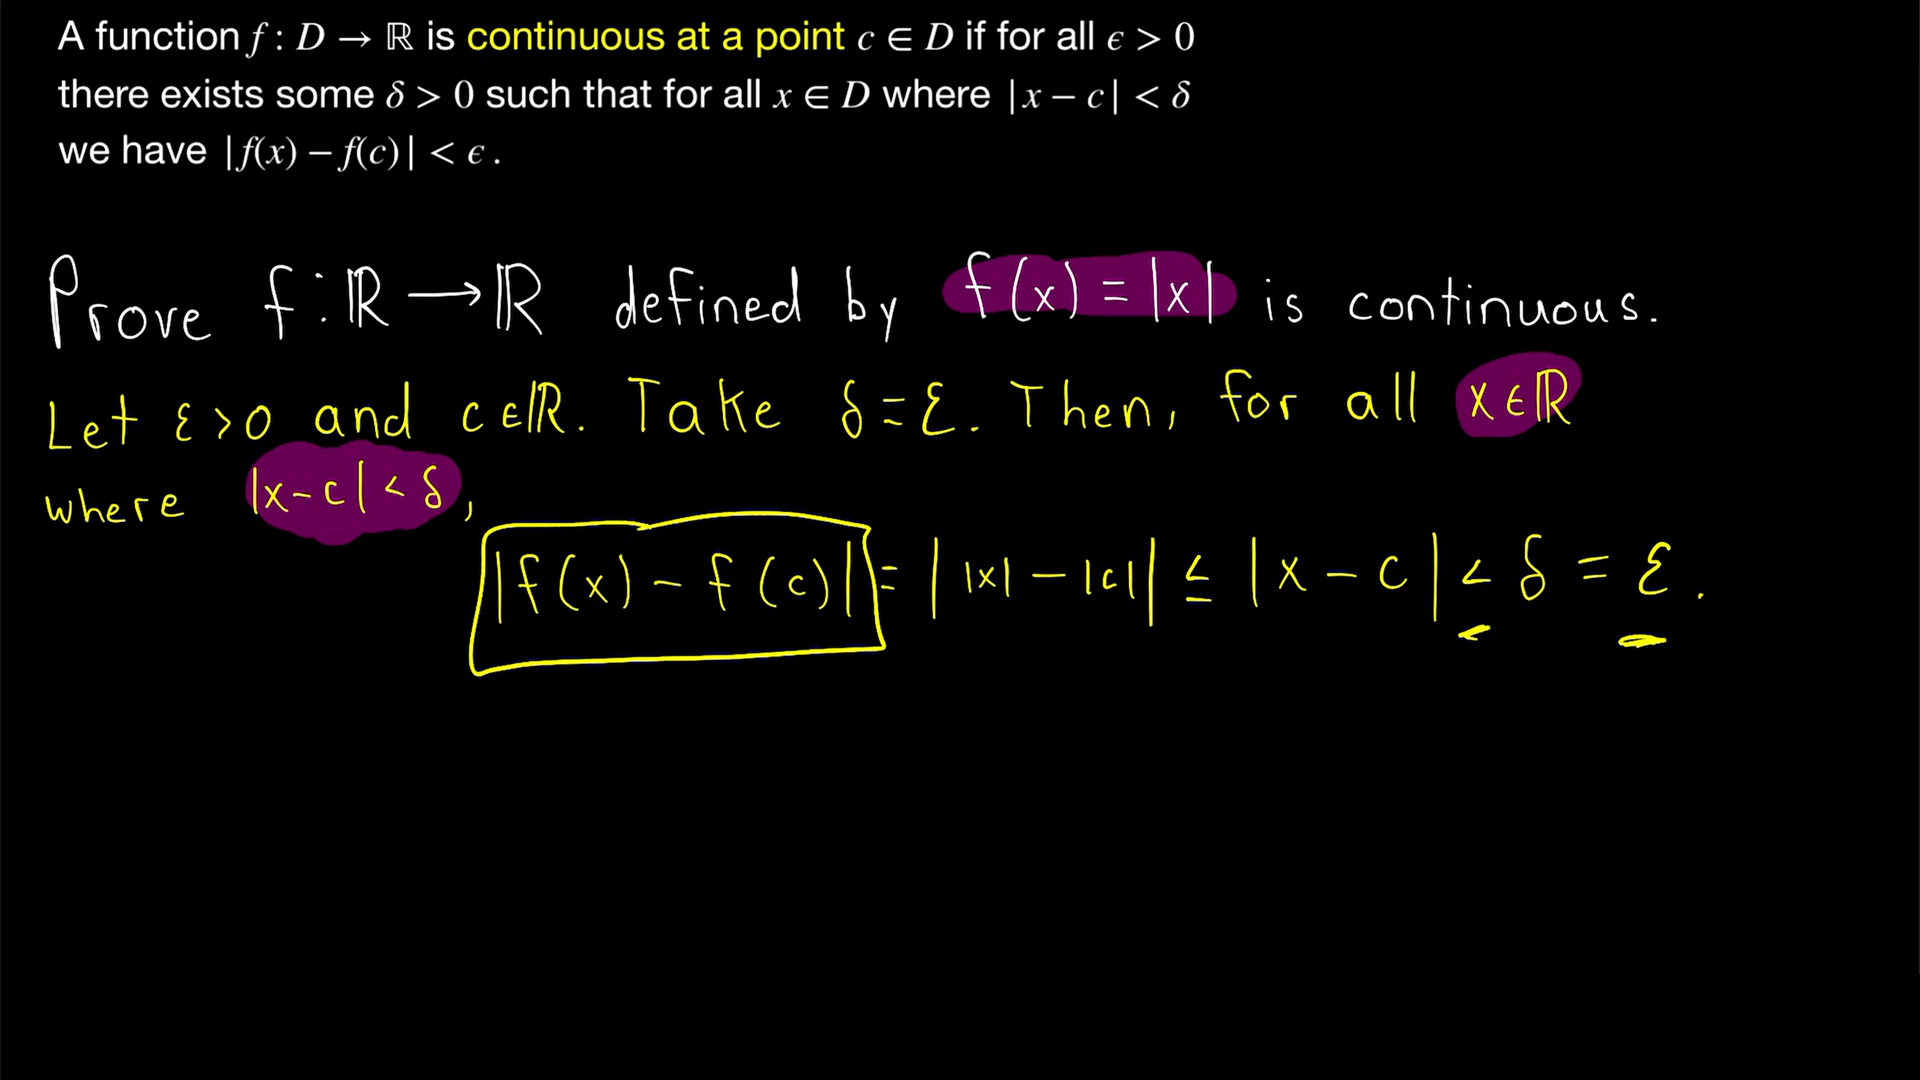 A function f : D → ℝ is continuous at a point c ∈ D if for all ϵ > 0
there exists some δ > 0 such that for all x ∈ D where |x − c| < δ
we have |f(x) − f(c)| < ϵ .
Prove f : ℝ → ℝ defined by f(x) = |x| is continuous.
Let ε > 0 and c ∈ ℝ. Take δ = ε. Then, for all x ∈ ℝ
where |x − c| < δ,
|f(x) − f(c)| = ||x| − |c|| ≤ |x − c| < δ = ε.